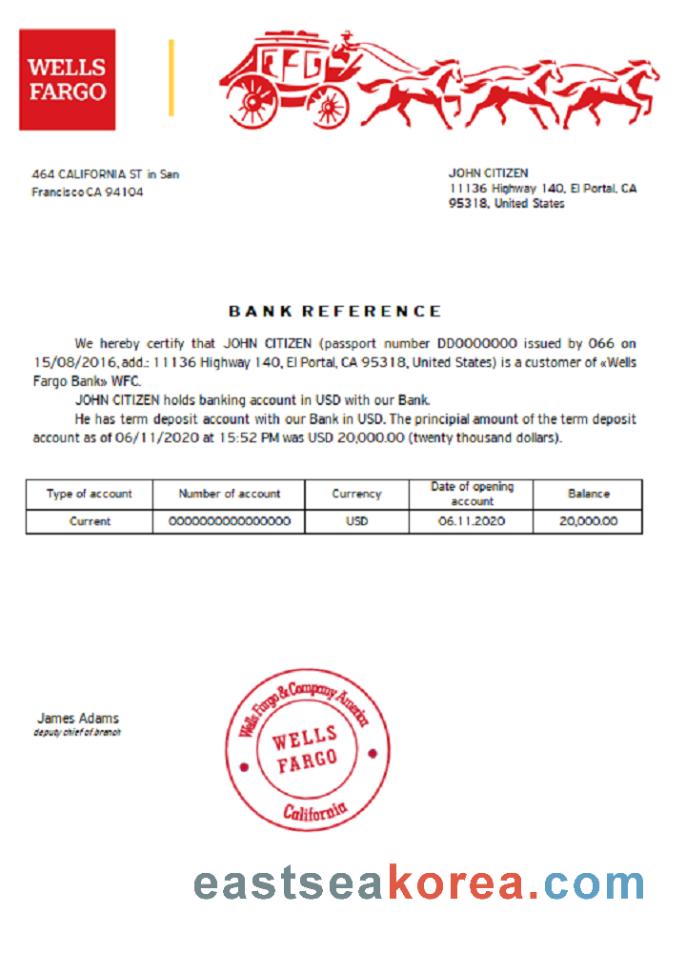 WELLS
FARGO
464 CALIFORNIA ST in San
Francisco CA 94104
JOHN CITIZEN
11136 Highway 140, El Portal, CA
95318, United States
BANK REFERENCE
We hereby certify that JOHN CITIZEN (passport number DD0000000 issued by 066 on
15/08/2016, add.: 11136 Highway 140, El Portal, CA 95318, United States) is a customer of «Wells
Fargo Bank» WFC.
JOHN CITIZEN holds banking account in USD with our Bank.
He has term deposit account with our Bank in USD. The principial amount of the term deposit
account as of 06/11/2020 at 15:52 PM was USD 20,000.00 (twenty thousand dollars).
Type of account Number of account Currency Date of opening account Balance
Current 0000000000000000 USD 06.11.2020 20,000.00
James Adams
deputy chief of branch
Wells Fargo & Company America
WELLS
FARGO
California
eastseakorea.com